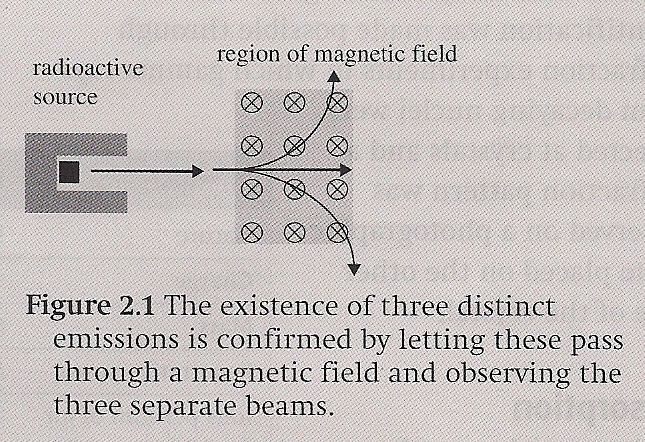 region of magnetic field
radioactive
source
Figure 2.1 The existence of three distinct
emissions is confirmed by letting these pass
through a magnetic field and observing the
three separate beams.